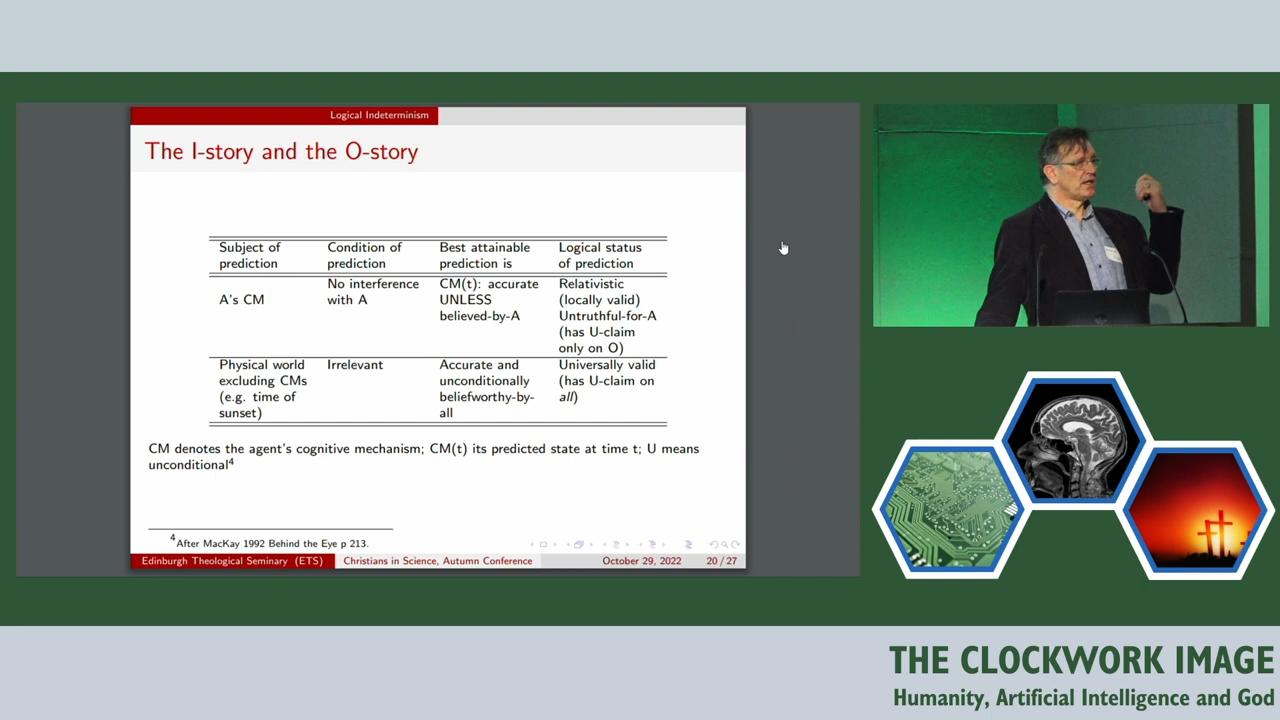 Logical Indeterminism
The I-story and the O-story
Subject of prediction
Condition of prediction
Best attainable prediction is
Logical status of prediction
A's CM
No interference with A
CM(t): accurate UNLESS believed-by-A
Relativistic (locally valid) Untruthful-for-A (has U-claim only on O)
Physical world excluding CMs (e.g. time of sunset)
Irrelevant
Accurate and unconditionally beliefworthy-by-all
Universally valid (has U-claim on all)
CM denotes the agent's cognitive mechanism; CM(t) its predicted state at time t; U means
unconditional4
4After MacKay 1992 Behind the Eye p 213.
Edinburgh Theological Seminary (ETS)
Christians in Science, Autumn Conference
October 29, 2022
20 / 27
THE CLOCKWORK IMAGE
Humanity, Artificial Intelligence and God